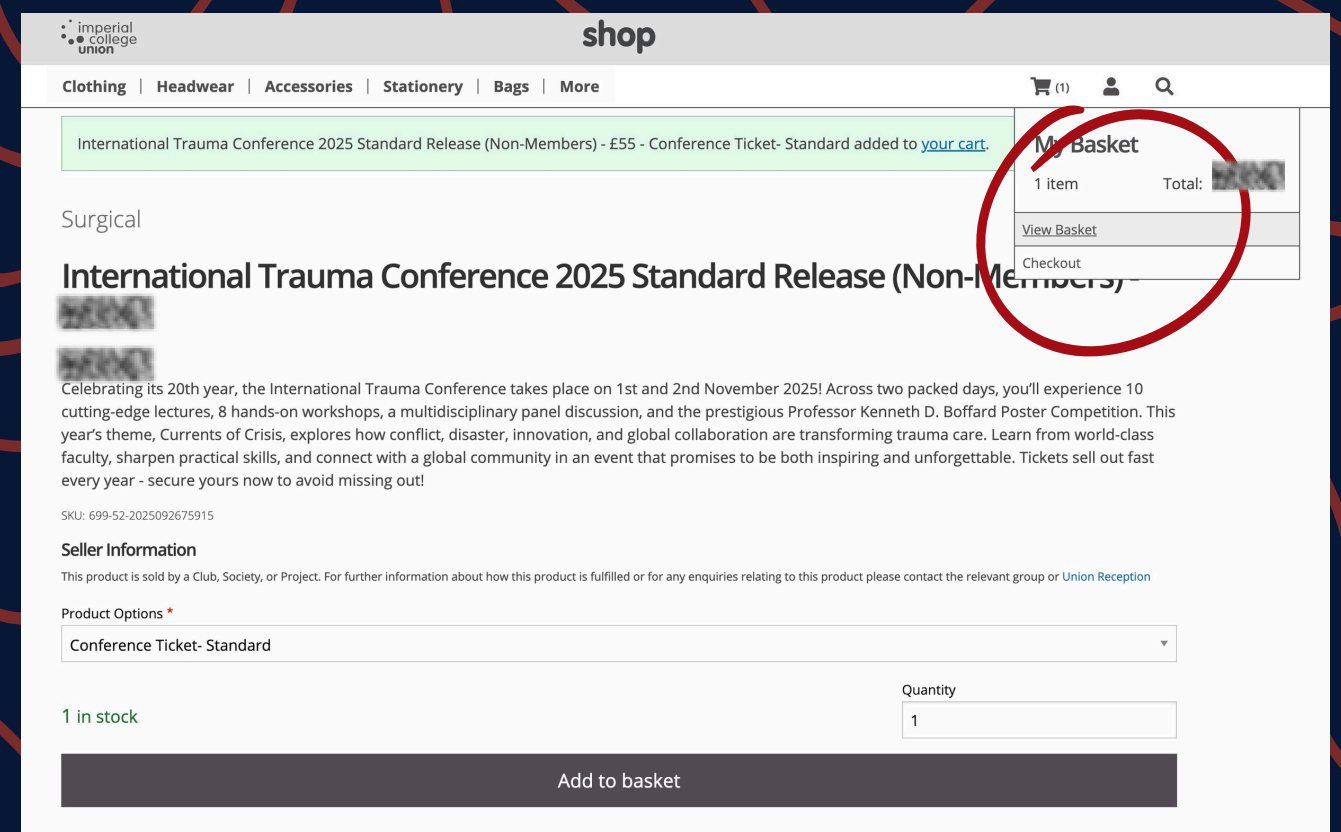 imperial
college
union
shop
Clothing | Headwear | Accessories | Stationery | Bags | More
(1)
International Trauma Conference 2025 Standard Release (Non-Members) - £55 - Conference Ticket- Standard added to your cart.
My Basket
1 item Total:
View Basket
Checkout
Surgical
International Trauma Conference 2025 Standard Release (Non-Members) -
Celebrating its 20th year, the International Trauma Conference takes place on 1st and 2nd November 2025! Across two packed days, you’ll experience 10
cutting-edge lectures, 8 hands-on workshops, a multidisciplinary panel discussion, and the prestigious Professor Kenneth D. Boffard Poster Competition. This
year’s theme, Currents of Crisis, explores how conflict, disaster, innovation, and global collaboration are transforming trauma care. Learn from world-class
faculty, sharpen practical skills, and connect with a global community in an event that promises to be both inspiring and unforgettable. Tickets sell out fast
every year - secure yours now to avoid missing out!
SKU: 699-52-2025092675915
Seller Information
This product is sold by a Club, Society, or Project. For further information about how this product is fulfilled or for any enquiries relating to this product please contact the relevant group or Union Reception
Product Options *
Conference Ticket- Standard
Quantity
1 in stock
1
Add to basket